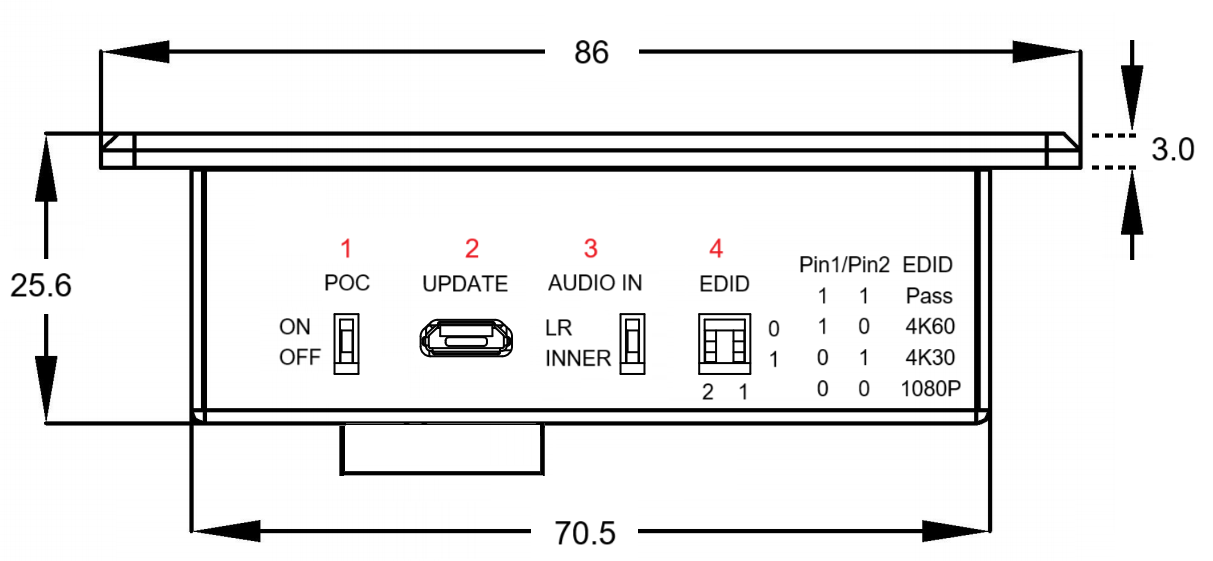 86
3.0
25.6
1 2 3 4
POC UPDATE AUDIO IN EDID
Pin1/Pin2 EDID
1 1 Pass
1 0 4K60
0 1 4K30
0 0 1080P
ON
OFF
LR
INNER
0
1
2 1
70.5